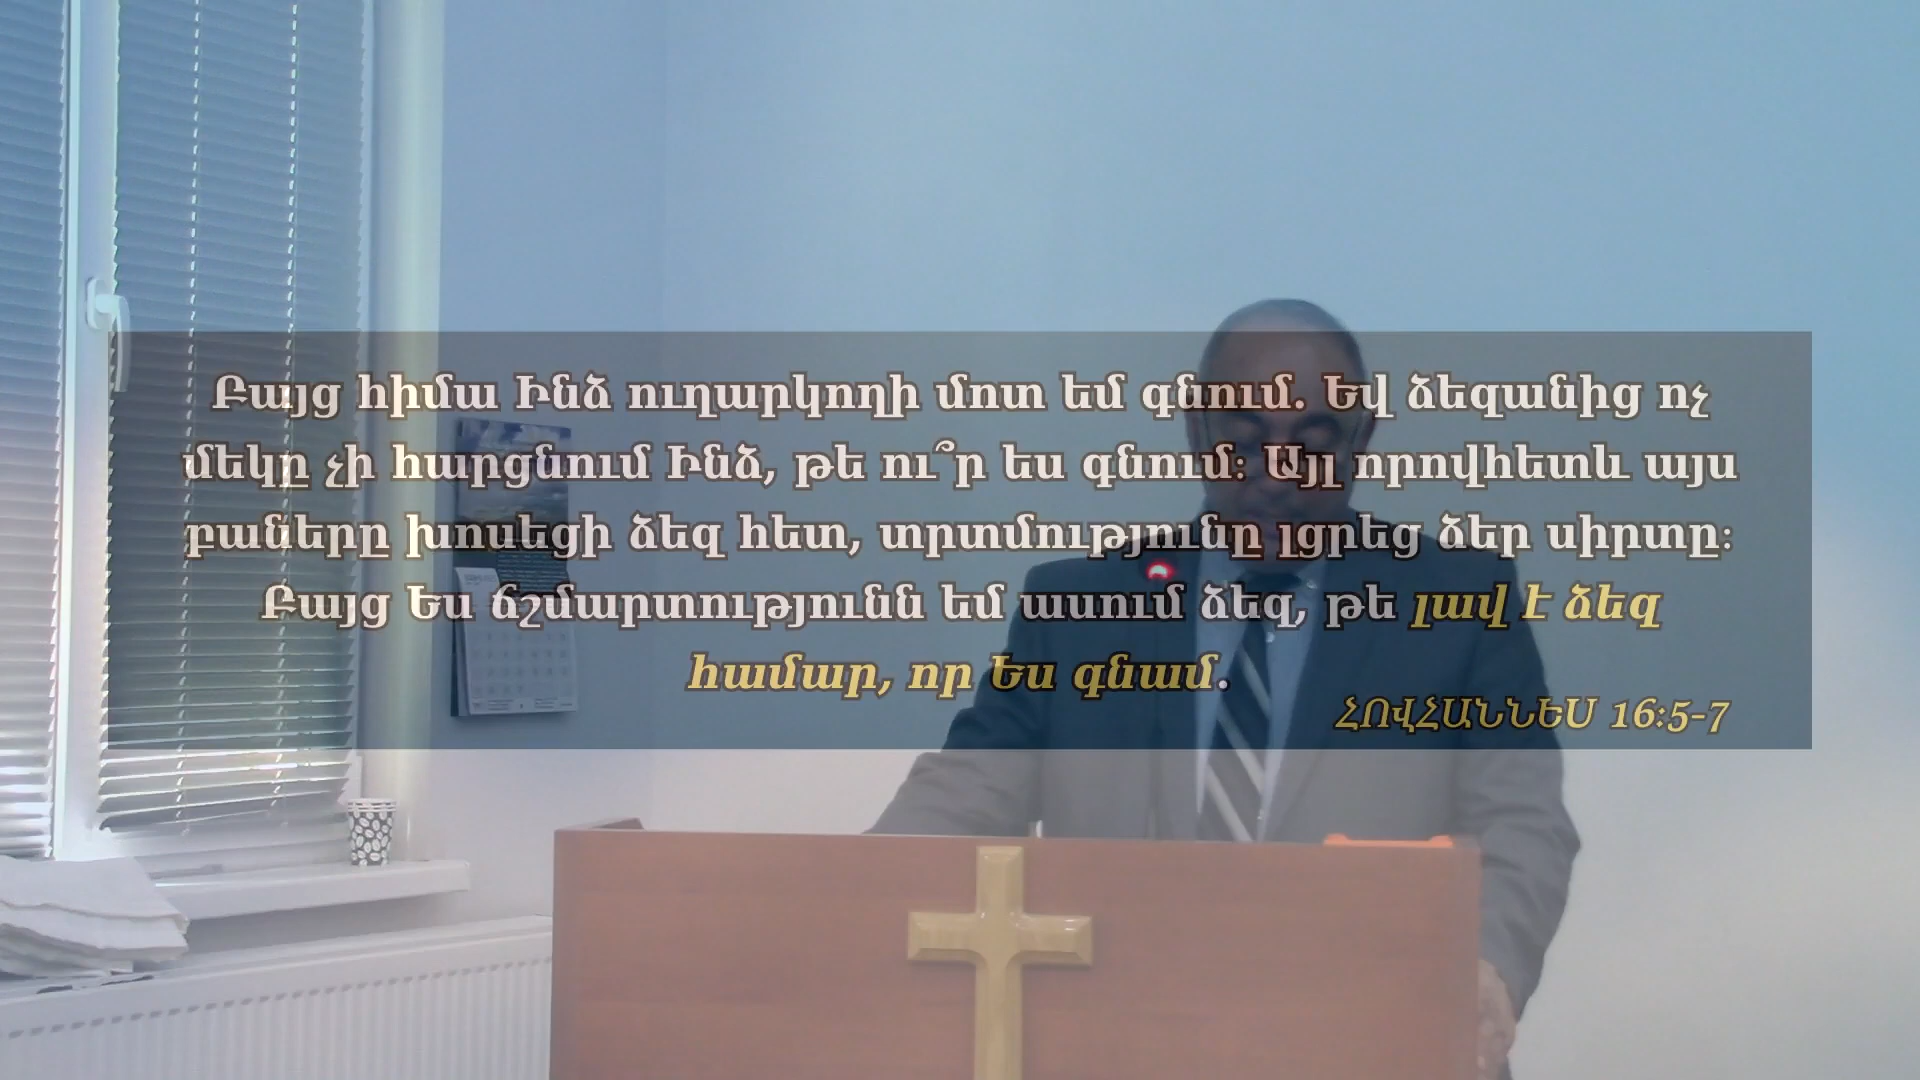 Բայց հիմա Ինձ ուղարկողի մոտ եմ գնում. Եվ ձեզանից ոչ
մեկը չի հարցնում Ինձ, թե ու՞ր ես գնում։ Այլ որովհետև այս
բաները խոսեցի ձեզ հետ, տրտմությունը լցրեց ձեր սիրտը։
Բայց Ես ճշմարտությունն եմ ասում ձեզ, թե լավ է ձեզ
համար, որ Ես գնամ.
ՀՈՎՀԱՆՆԵՍ 16:5-7